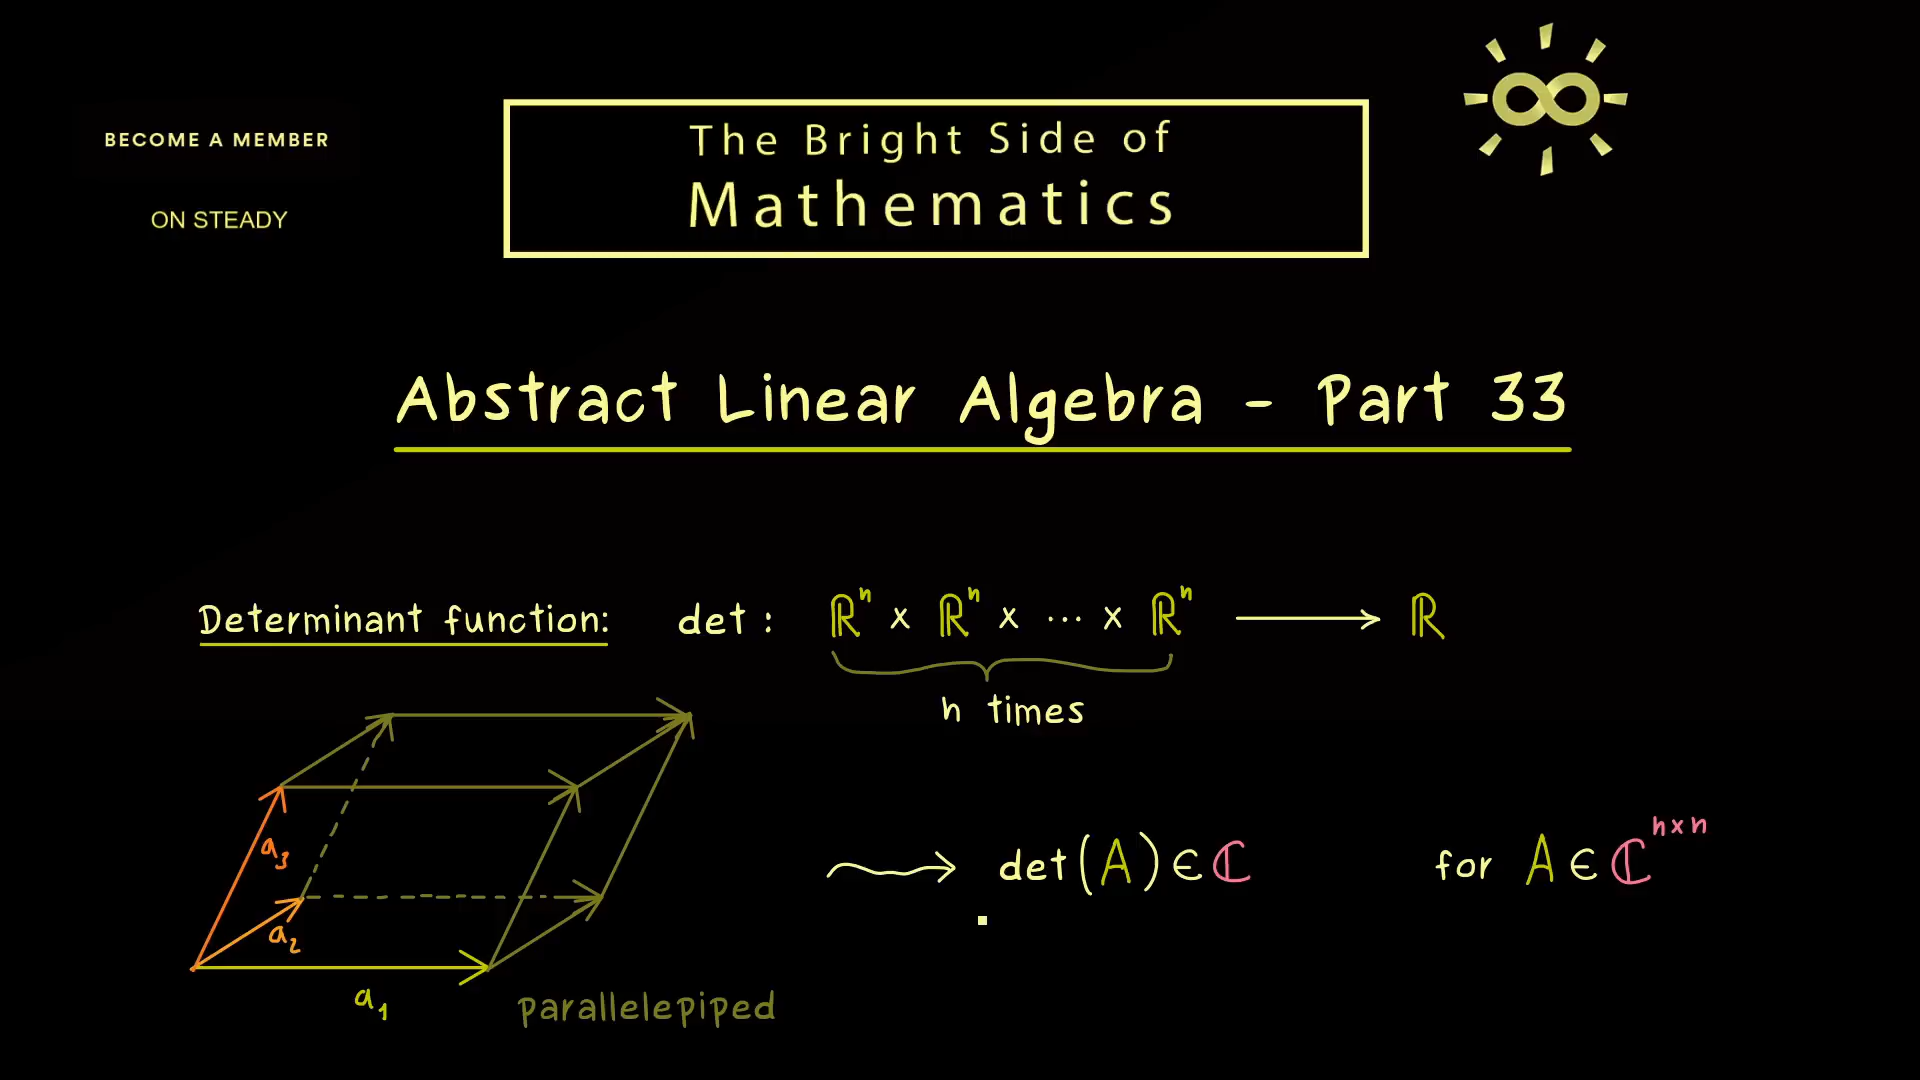 BECOME A MEMBER
ON STEADY
The Bright Side of
Mathematics
Abstract Linear Algebra - Part 33
Determinant function: det : ℝⁿ × ℝⁿ × ⋯ × ℝⁿ ⟶ ℝ
n times
a₃
a₂
a₁
parallelepiped
⇝ det(A) ∈ ℂ for A ∈ ℂⁿˣⁿ